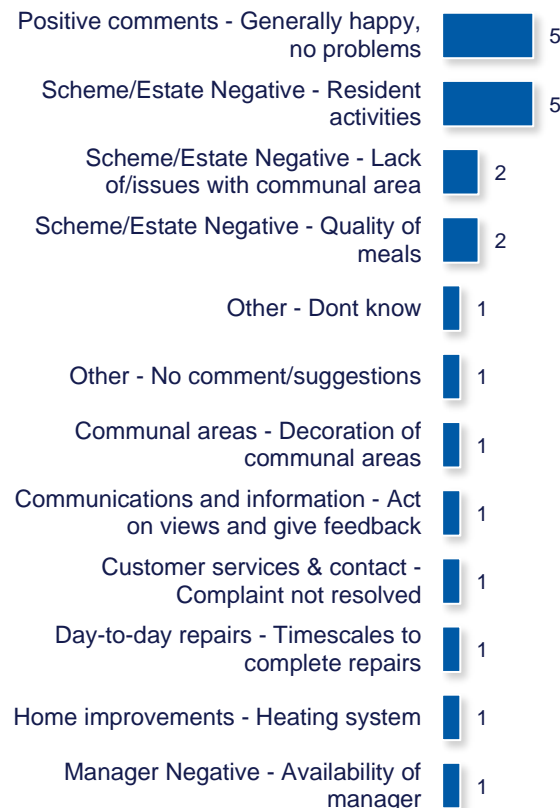 Positive comments - Generally happy,
no problems
5
Scheme/Estate Negative - Resident
activities
5
Scheme/Estate Negative - Lack
of/issues with communal area
2
Scheme/Estate Negative - Quality of
meals
2
Other - Dont know
1
Other - No comment/suggestions
1
Communal areas - Decoration of
communal areas
1
Communications and information - Act
on views and give feedback
1
Customer services & contact -
Complaint not resolved
1
Day-to-day repairs - Timescales to
complete repairs
1
Home improvements - Heating system
1
Manager Negative - Availability of
manager
1